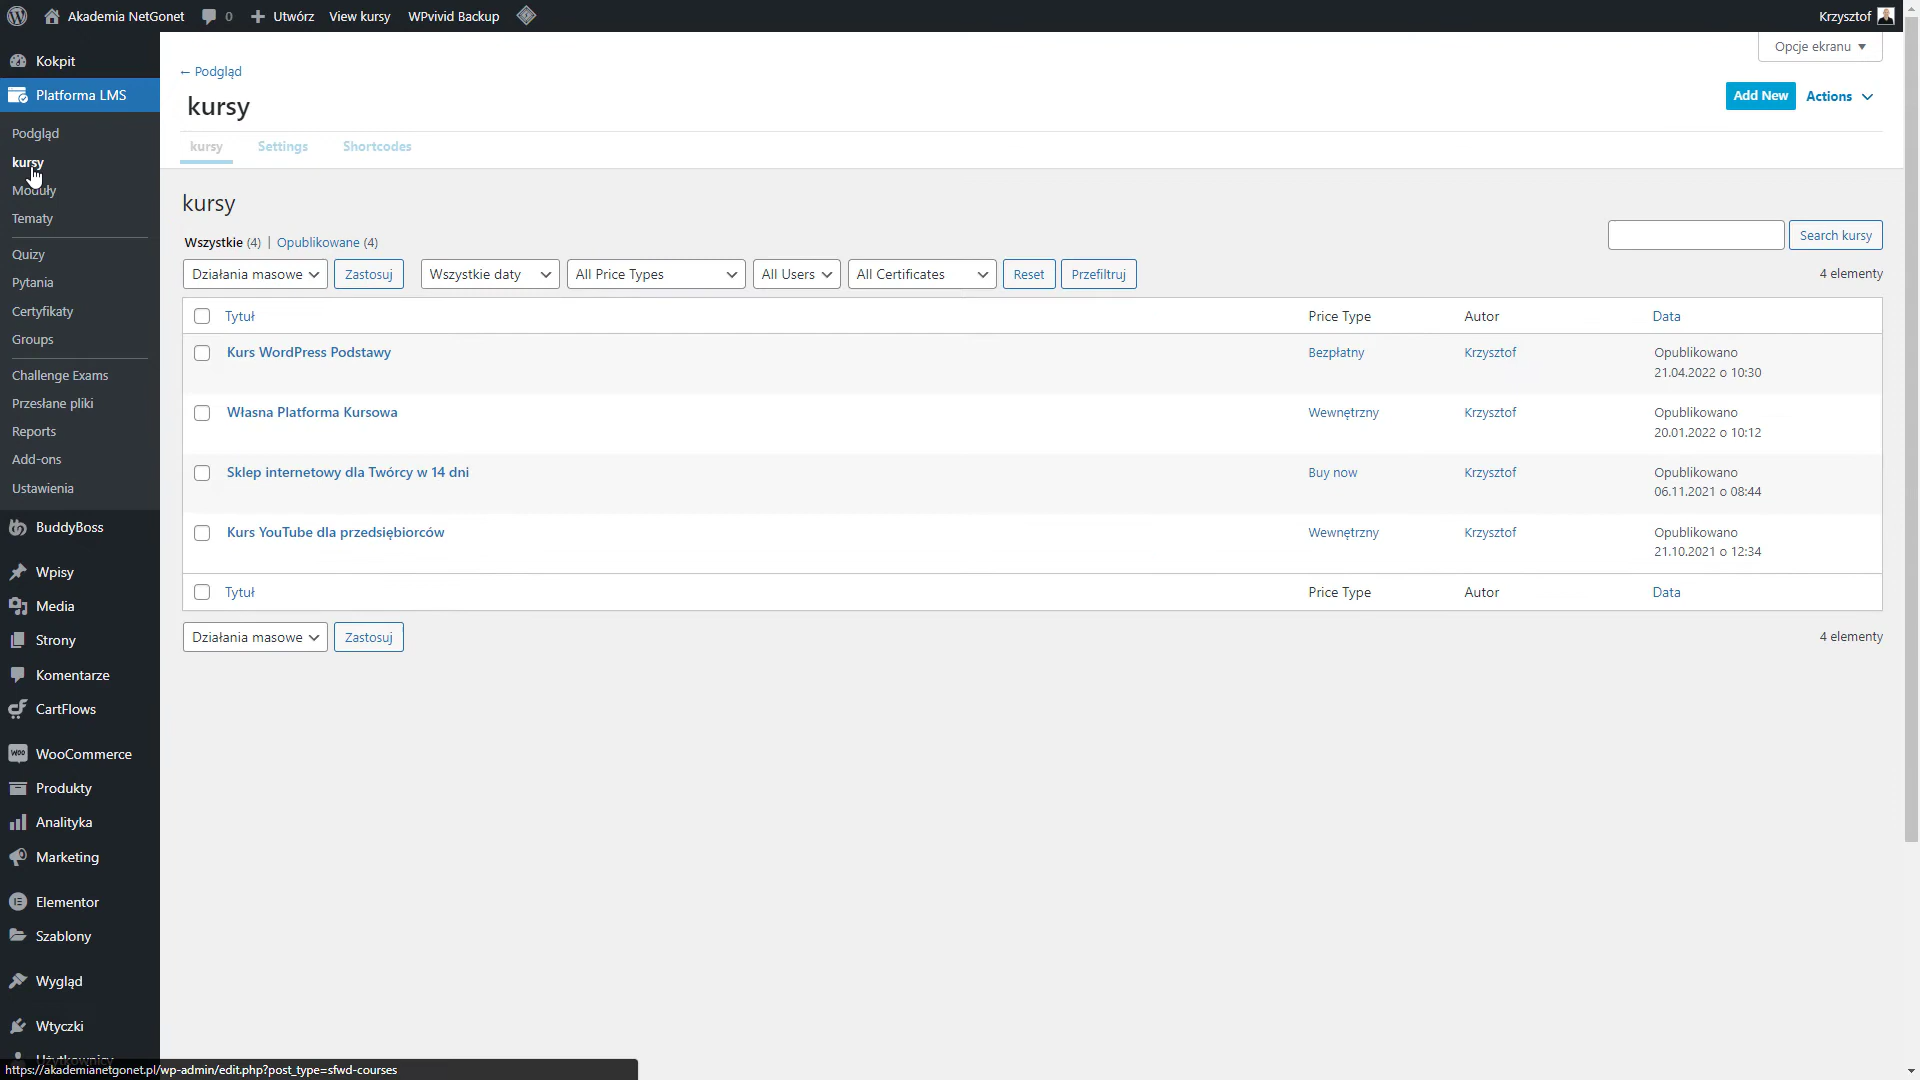 Akademia NetGonet
0
Utwórz
View kursy
WPvivid Backup
Krzysztof
Kokpit
Platforma LMS
Podgląd
kursy
Moduły
Tematy
Quizy
Pytania
Certyfikaty
Groups
Challenge Exams
Przesłane pliki
Reports
Add-ons
Ustawienia
BuddyBoss
Wpisy
Media
Strony
Komentarze
CartFlows
WooCommerce
Produkty
Analityka
Marketing
Elementor
Szablony
Wygląd
Wtyczki
Użytkownicy
Opcje ekranu
← Podgląd
kursy
Add New
Actions
kursy Settings Shortcodes
kursy
Wszystkie (4) | Opublikowane (4)
Search kursy
Działania masowe Zastosuj Wszystkie daty All Price Types All Users All Certificates Reset Przefiltruj
4 elementy
Tytuł Price Type Autor Data
Kurs WordPress Podstawy Bezpłatny Krzysztof Opublikowano
21.04.2022 o 10:30
Własna Platforma Kursowa Wewnętrzny Krzysztof Opublikowano
20.01.2022 o 10:12
Sklep internetowy dla Twórcy w 14 dni Buy now Krzysztof Opublikowano
06.11.2021 o 08:44
Kurs YouTube dla przedsiębiorców Wewnętrzny Krzysztof Opublikowano
21.10.2021 o 12:34
Tytuł Price Type Autor Data
Działania masowe Zastosuj
4 elementy
https://akademianetgonet.pl/wp-admin/edit.php?post_type=sfwd-courses